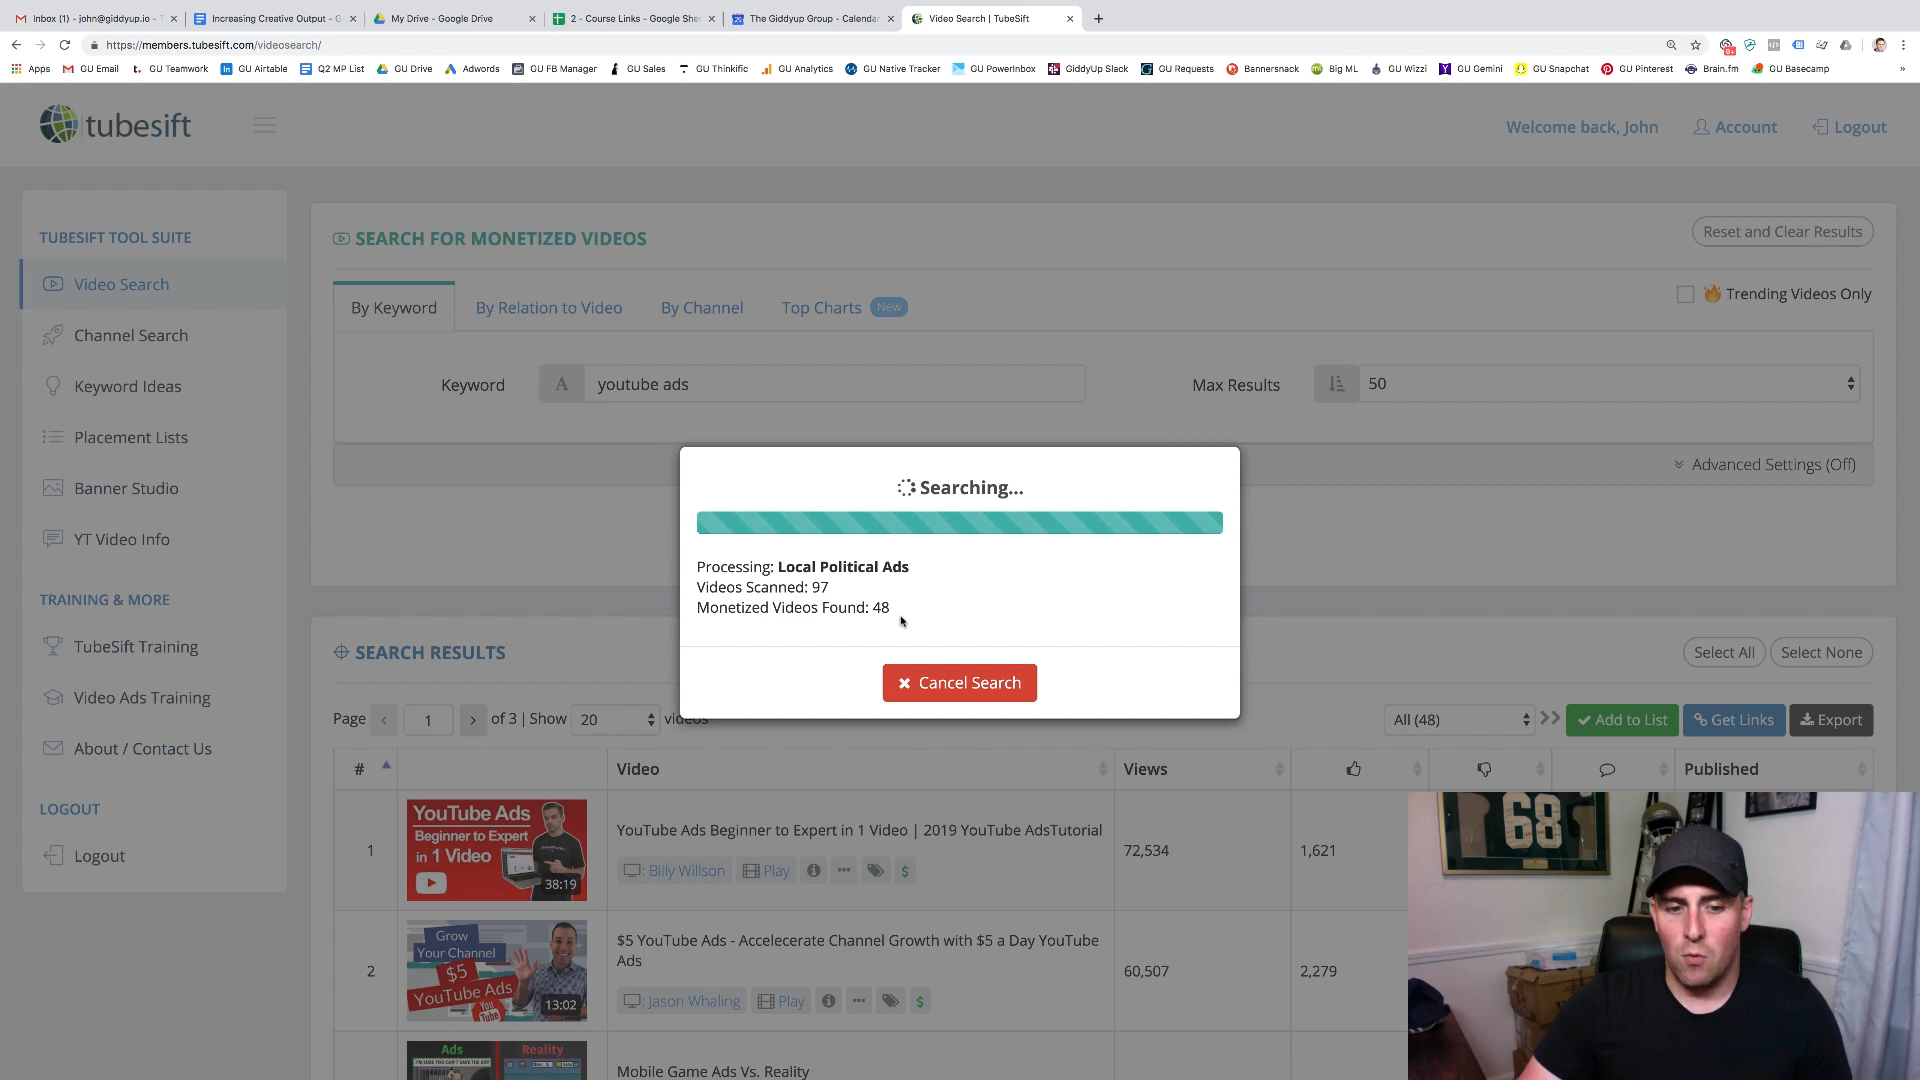 Inbox (1) - john@giddyup.io - T
Increasing Creative Output - G
My Drive - Google Drive
2 - Course Links - Google She
The Giddyup Group - Calendar
Video Search | TubeSift
https://members.tubesift.com/videosearch/
Apps
GU Email
GU Teamwork
GU Airtable
Q2 MP List
GU Drive
Adwords
GU FB Manager
GU Sales
GU Thinkific
GU Analytics
GU Native Tracker
GU PowerInbox
GiddyUp Slack
GU Requests
Bannersnack
Big ML
GU Wizzi
GU Gemini
GU Snapchat
GU Pinterest
Brain.fm
GU Basecamp
tubesift
Welcome back, John
Account
Logout
TUBESIFT TOOL SUITE
Video Search
Channel Search
Keyword Ideas
Placement Lists
Banner Studio
YT Video Info
TRAINING & MORE
TubeSift Training
Video Ads Training
About / Contact Us
LOGOUT
Logout
SEARCH FOR MONETIZED VIDEOS
Reset and Clear Results
By Keyword
By Relation to Video
By Channel
Top Charts New
Trending Videos Only
Keyword
A
youtube ads
Max Results
50
Advanced Settings (Off)
Searching...
Processing: Local Political Ads
Videos Scanned: 97
Monetized Videos Found: 48
Cancel Search
SEARCH RESULTS
Select All
Select None
Page
1
of 3 | Show
20
videos
All (48)
Add to List
Get Links
Export
#
Video
Views
Published
1
YouTube Ads
Beginner to Expert
in 1 Video
38:19
YouTube Ads Beginner to Expert in 1 Video | 2019 YouTube AdsTutorial
: Billy Willson
Play
$
72,534
1,621
2
Grow
Your Channel
$5
YouTube Ads
You
Tube
13:02
$5 YouTube Ads - Accelecerate Channel Growth with $5 a Day YouTube
Ads
: Jason Whaling
Play
$
60,507
2,279
Ads
Reality
Mobile Game Ads Vs. Reality
68